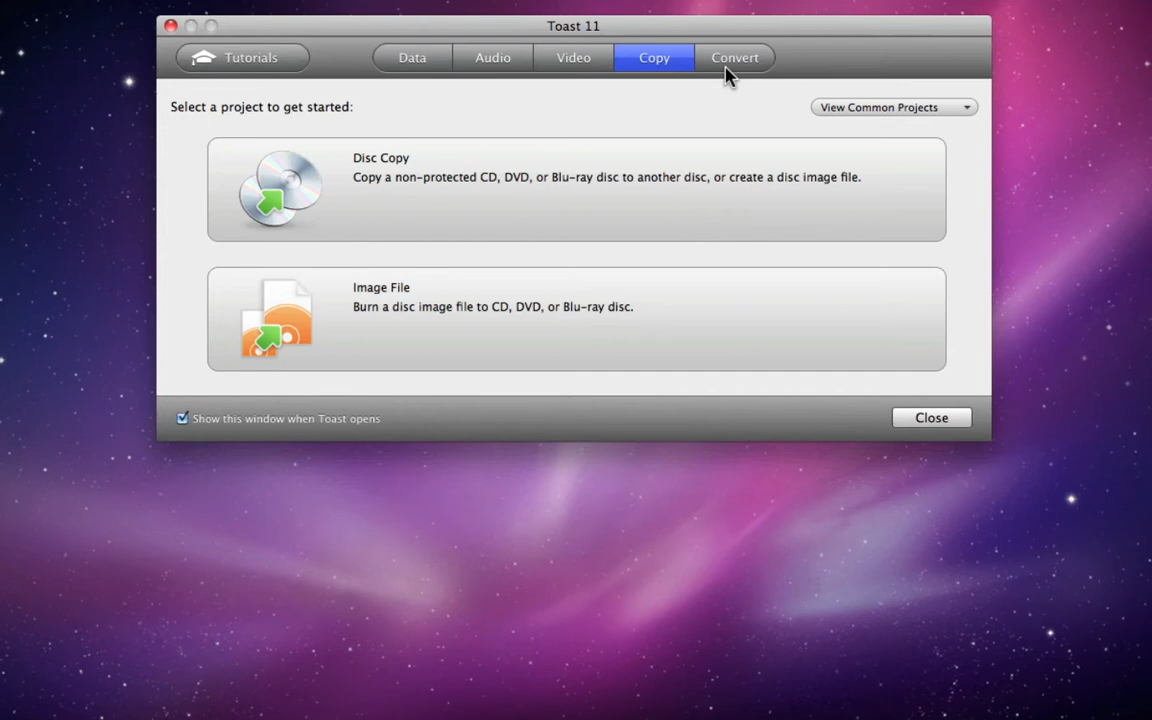 Toast 11
Tutorials
Data
Audio
Video
Copy
Convert
Select a project to get started:
View Common Projects
Disc Copy
Copy a non-protected CD, DVD, or Blu-ray disc to another disc, or create a disc image file.
Image File
Burn a disc image file to CD, DVD, or Blu-ray disc.
Show this window when Toast opens
Close